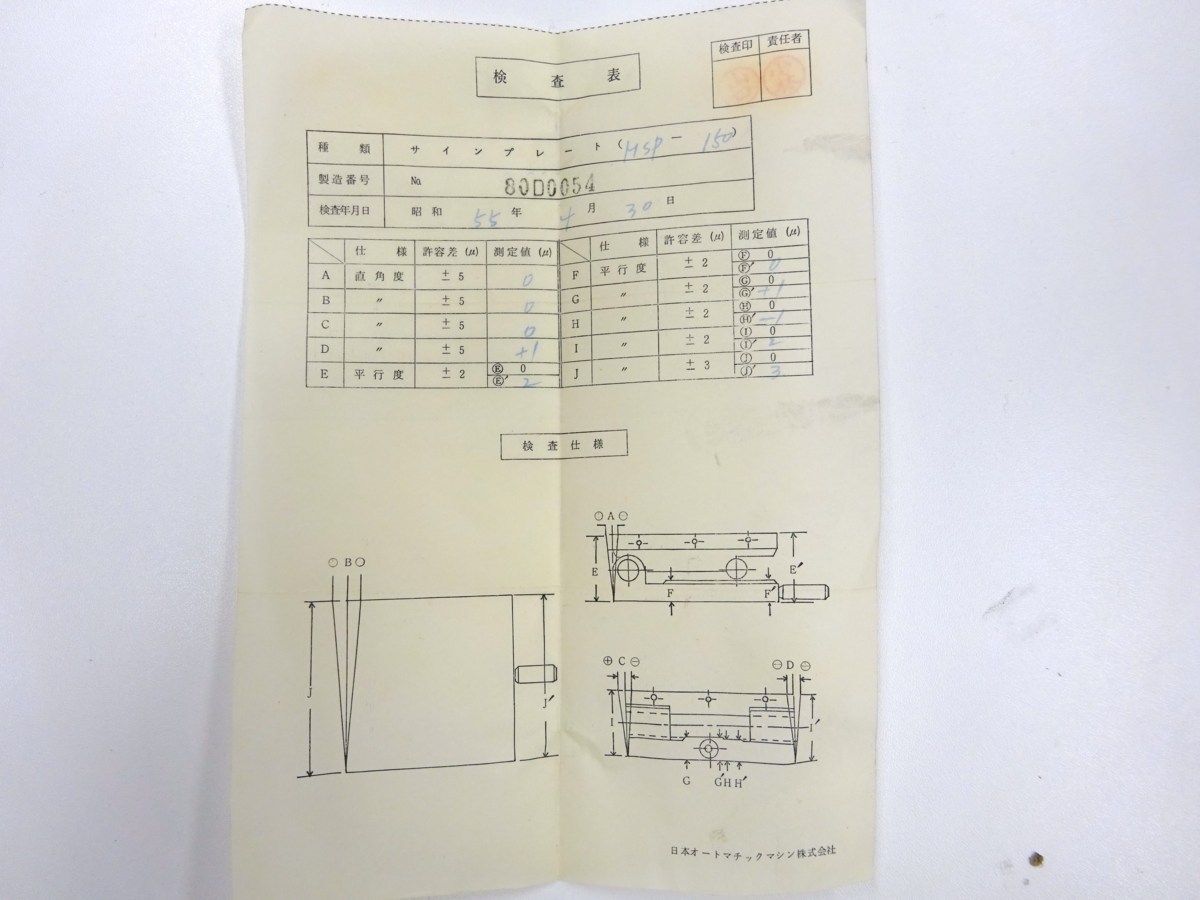 検査印 責任者
検査表
種類 サインプレート (HSP － 150)
製造番号 № 80D0054
検査年月日 昭和 55 年 月 30 日
仕様 許容差 (μ) 測定値 (μ)
A 直角度 ± 5 0
B 〃 ± 5 0
C 〃 ± 5 0
D 〃 ± 5 +1
E 平行度 ± 2 Ⓔ 0
Ⓔ′ 2
仕様 許容差 (μ) 測定値 (μ)
F 平行度 ± 2 Ⓕ 0
Ⓕ′ 0
G 〃 ± 2 Ⓖ 0
Ⓖ′ +1
H 〃 ± 2 Ⓗ 0
Ⓗ′ −1
I 〃 ± 2 Ⓘ 0
Ⓘ′ 2
J 〃 ± 3 Ⓙ 0
Ⓙ′ 3
検査仕様
A ⊖
E E′
F F′
B
J J′
⊕ C ⊖ ⊖ D
I I′
G G′ H H′
日本オートマチックマシン株式会社